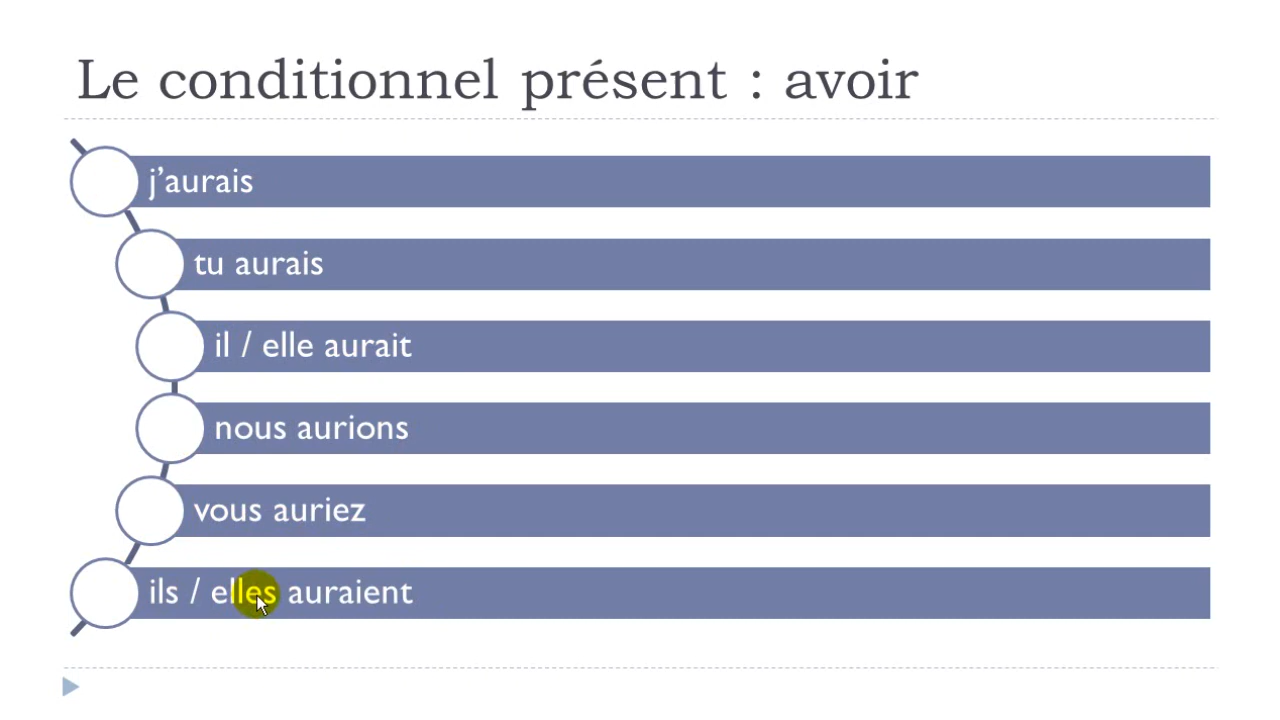 Le conditionnel présent : avoir
j’aurais
tu aurais
il / elle aurait
nous aurions
vous auriez
ils / elles auraient